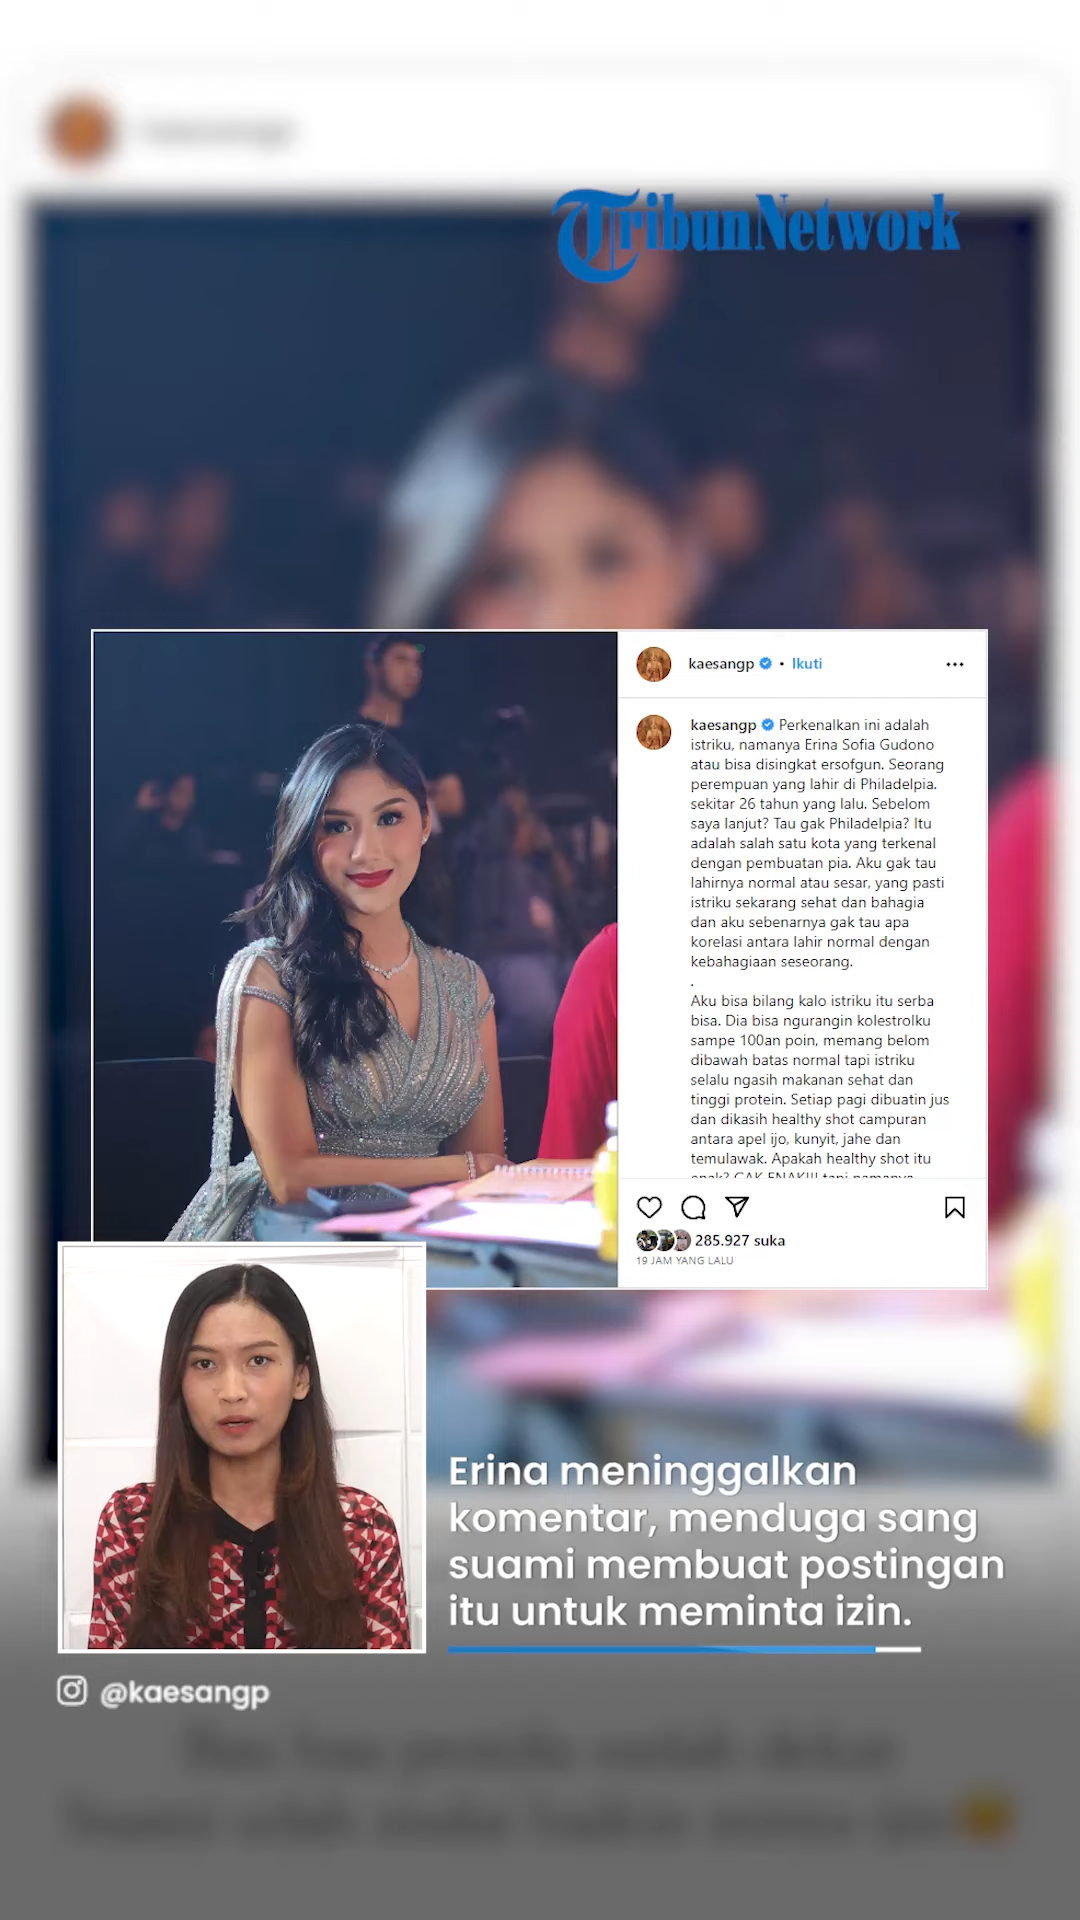 TribunNetwork
kaesangp • Ikuti
kaesangp Perkenalkan ini adalah
istriku, namanya Erina Sofia Gudono
atau bisa disingkat ersofgun. Seorang
perempuan yang lahir di Philadelpia.
sekitar 26 tahun yang lalu. Sebelom
saya lanjut? Tau gak Philadelpia? Itu
adalah salah satu kota yang terkenal
dengan pembuatan pia. Aku gak tau
lahirnya normal atau sesar, yang pasti
istriku sekarang sehat dan bahagia
dan aku sebenarnya gak tau apa
korelasi antara lahir normal dengan
kebahagiaan seseorang.
.
Aku bisa bilang kalo istriku itu serba
bisa. Dia bisa ngurangin kolestrolku
sampe 100an poin, memang belom
dibawah batas normal tapi istriku
selalu ngasih makanan sehat dan
tinggi protein. Setiap pagi dibuatin jus
dan dikasih healthy shot campuran
antara apel ijo, kunyit, jahe dan
temulawak. Apakah healthy shot itu
enak? GAK ENAK!!! tapi namanya
285.927 suka
19 JAM YANG LALU
Erina meninggalkan
komentar, menduga sang
suami membuat postingan
itu untuk meminta izin.
@kaesangp